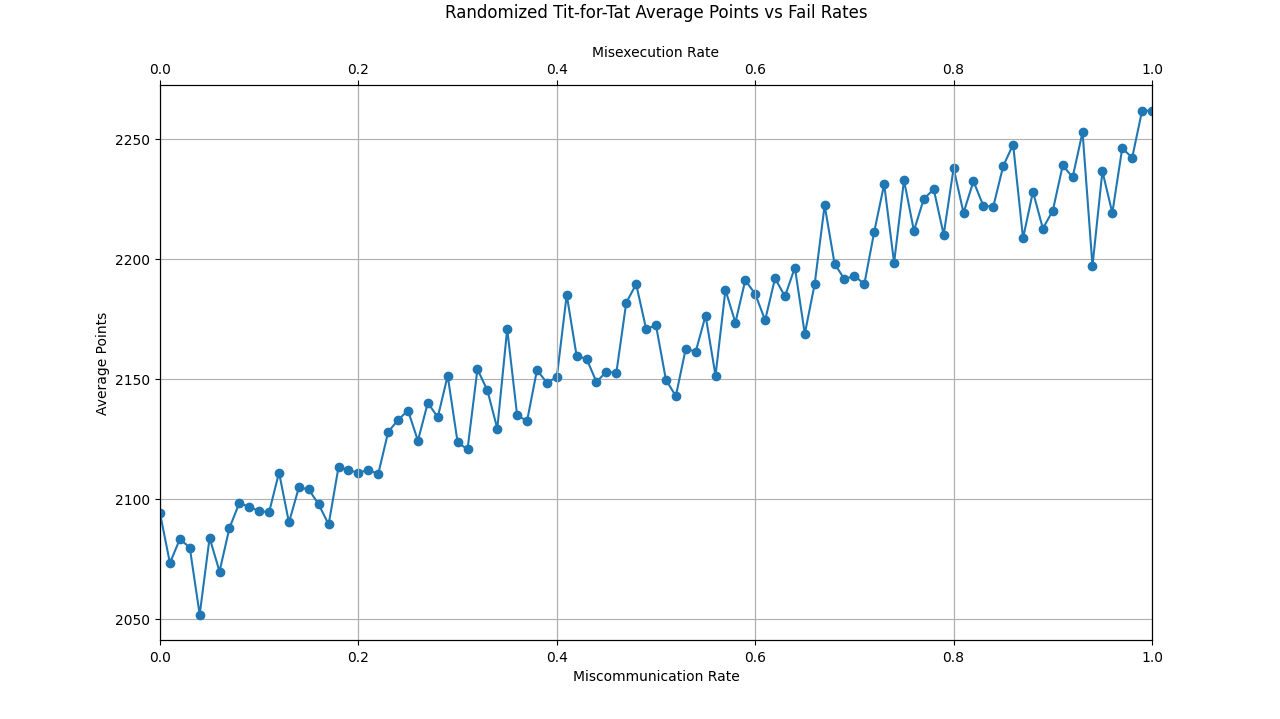 Randomized Tit-for-Tat Average Points vs Fail Rates
Misexecution Rate
0.0 0.2 0.4 0.6 0.8 1.0
2250
2200
2150
2100
2050
Average Points
0.0 0.2 0.4 0.6 0.8 1.0
Miscommunication Rate